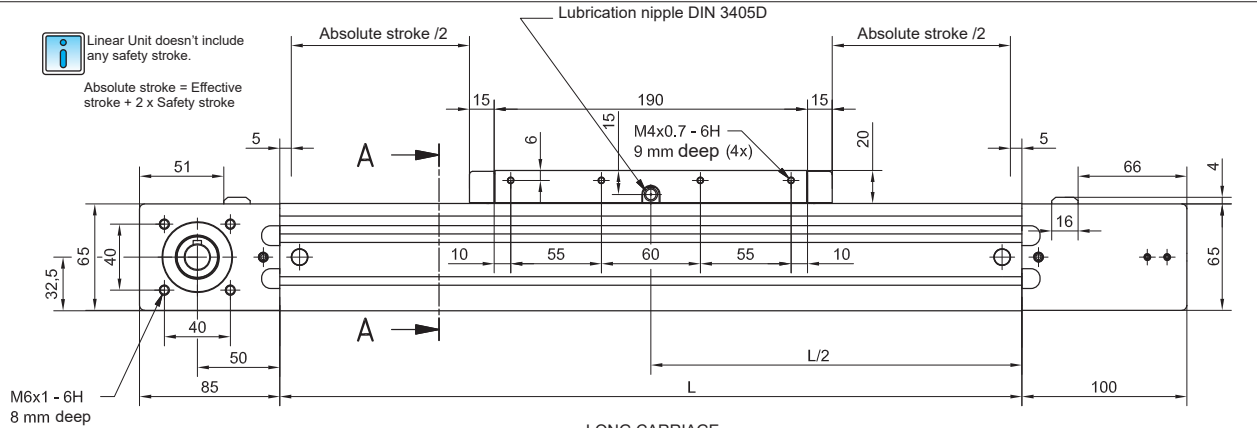 Lubrication nipple DIN 3405D
Linear Unit doesn't include
any safety stroke.
Absolute stroke = Effective
stroke + 2 x Safety stroke
Absolute stroke /2
Absolute stroke /2
15
190
15
15
6
M4x0.7 - 6H
9 mm deep (4x)
20
5
5
4
A
51
66
16
65
40
32,5
10
55
60
55
10
65
40
A
50
L/2
M6x1 - 6H
8 mm deep
85
L
100
LONG CARRIAGE